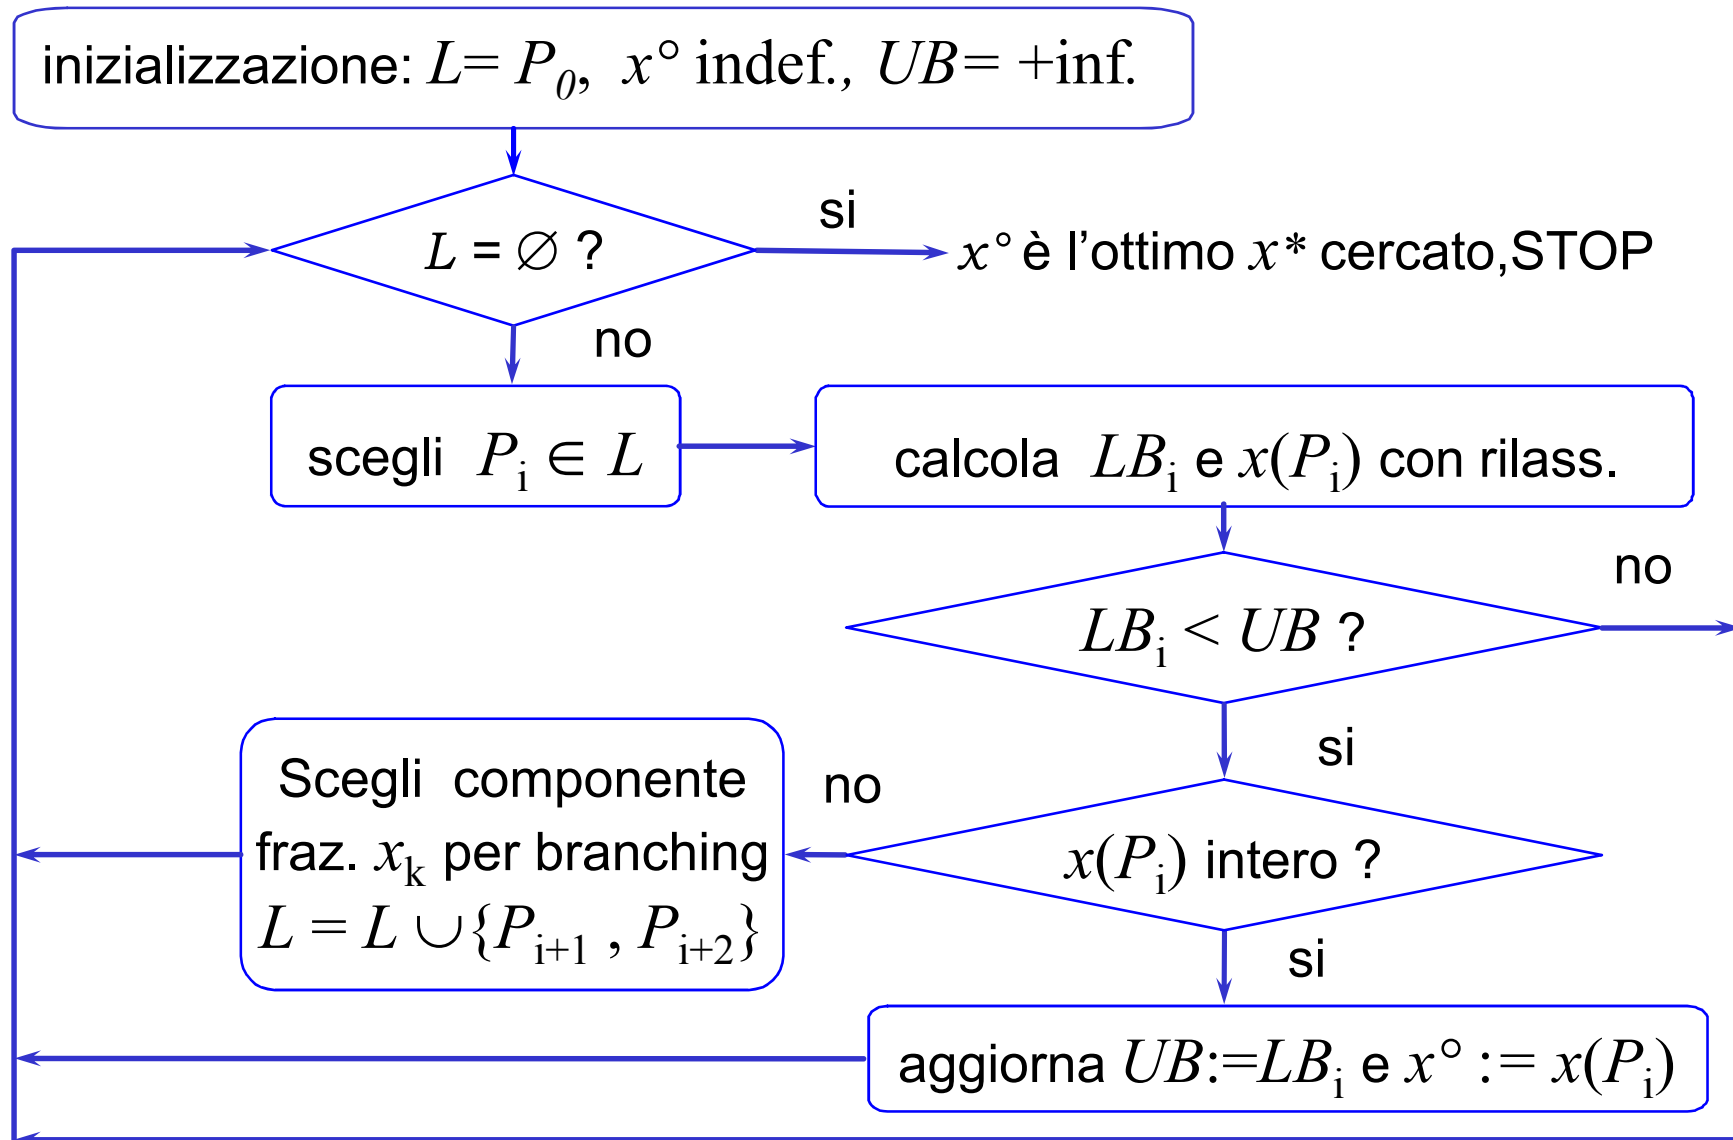 inizializzazione: L= P₀, x° indef., UB= +inf.
si
L = ∅ ?
x° è l'ottimo x* cercato,STOP
no
scegli Pᵢ ∈ L
calcola LBᵢ e x(Pᵢ) con rilass.
no
LBᵢ < UB ?
si
Scegli componente
fraz. xₖ per branching
L = L ∪{Pᵢ₊₁ , Pᵢ₊₂}
no
x(Pᵢ) intero ?
si
aggiorna UB:=LBᵢ e x° := x(Pᵢ)